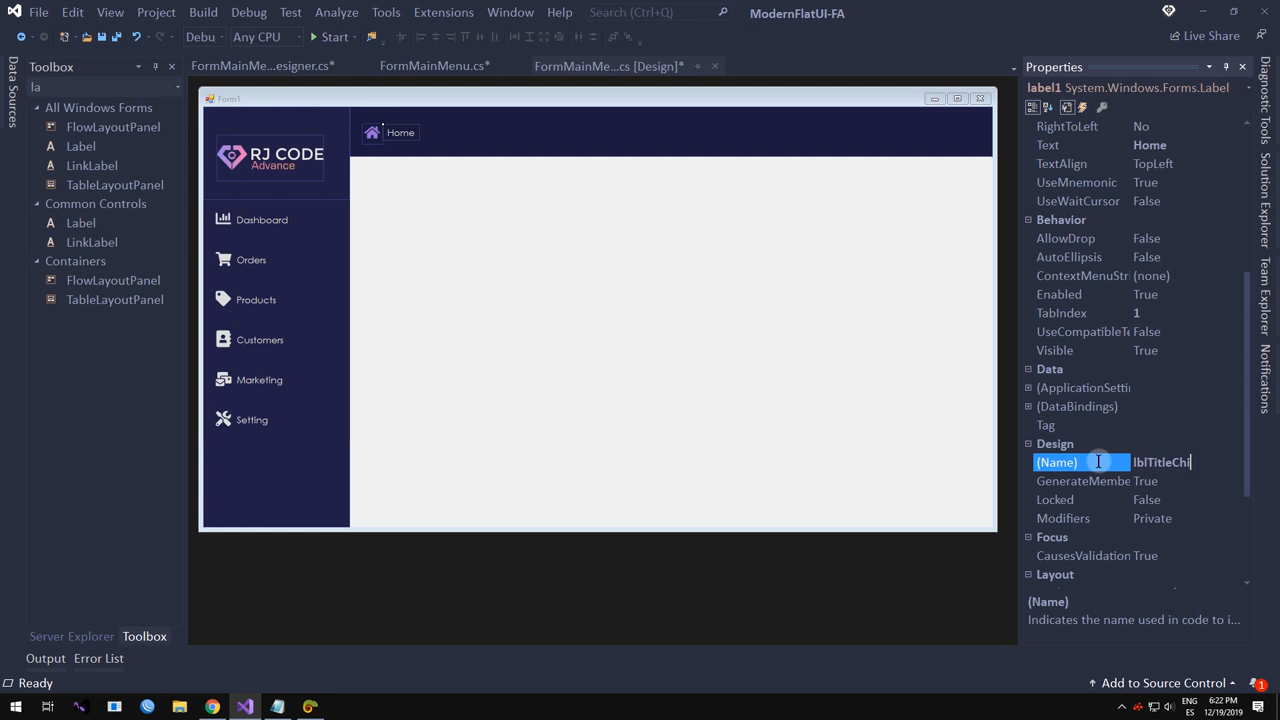 File Edit View Project Build Debug Test Analyze Tools Extensions Window Help Search (Ctrl+Q) ModernFlatUI-FA
Debu Any CPU Start Live Share
Data Sources
Toolbox
la
All Windows Forms
FlowLayoutPanel
A Label
A LinkLabel
TableLayoutPanel
Common Controls
A Label
A LinkLabel
Containers
FlowLayoutPanel
TableLayoutPanel
Server Explorer Toolbox
FormMainMe...esigner.cs* FormMainMenu.cs* FormMainMe....cs [Design]*
Form1
RJ CODE
Advance
Home
Dashboard
Orders
Products
Customers
Marketing
Setting
Properties
label1 System.Windows.Forms.Label
RightToLeft No
Text Home
TextAlign TopLeft
UseMnemonic True
UseWaitCursor False
Behavior
AllowDrop False
AutoEllipsis False
ContextMenuStri (none)
Enabled True
TabIndex 1
UseCompatibleTe False
Visible True
Data
(ApplicationSettin
(DataBindings)
Tag
Design
(Name) lblTitleChi
GenerateMembe True
Locked False
Modifiers Private
Focus
CausesValidation True
Layout
(Name)
Indicates the name used in code to i...
Diagnostic Tools
Solution Explorer
Team Explorer
Notifications
Output Error List
Ready Add to Source Control 1
ENG
ES
6:22 PM
12/19/2019